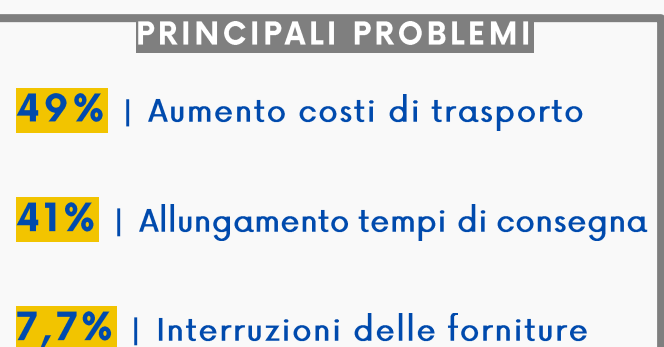 PRINCIPALI PROBLEMI
49% | Aumento costi di trasporto
41% | Allungamento tempi di consegna
7,7% | Interruzioni delle forniture